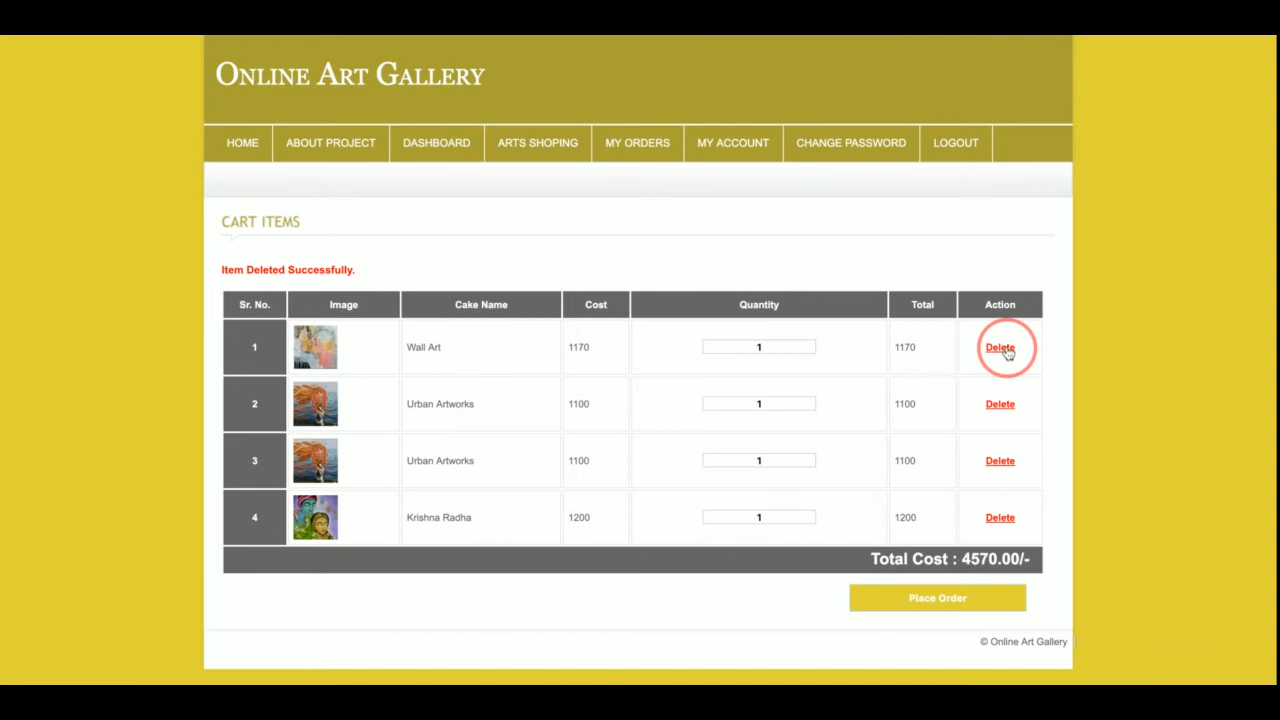 Online Art Gallery
HOME ABOUT PROJECT DASHBOARD ARTS SHOPING MY ORDERS MY ACCOUNT CHANGE PASSWORD LOGOUT
CART ITEMS
Item Deleted Successfully.
Sr. No. Image Cake Name Cost Quantity Total Action
1 Wall Art 1170 1 1170 Delete
2 Urban Artworks 1100 1 1100 Delete
3 Urban Artworks 1100 1 1100 Delete
4 Krishna Radha 1200 1 1200 Delete
Total Cost : 4570.00/-
Place Order
© Online Art Gallery